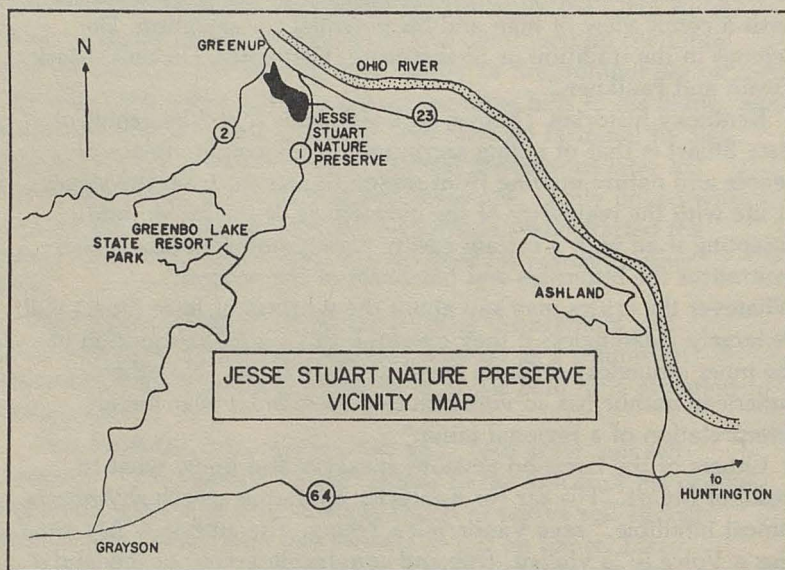 N
GREENUP
OHIO RIVER
23
2
JESSE
STUART
NATURE
PRESERVE
1
GREENBO LAKE
STATE RESORT
PARK
ASHLAND
JESSE STUART NATURE PRESERVE
VICINITY MAP
to
HUNTINGTON
64
GRAYSON